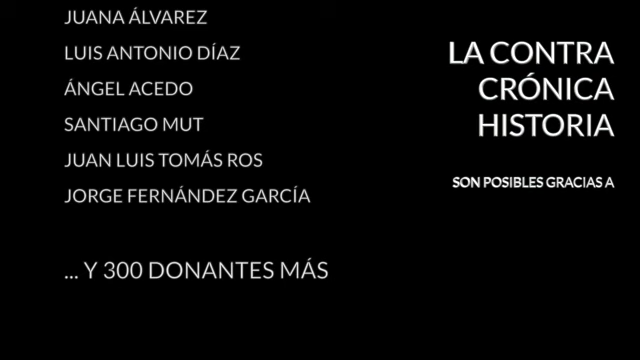 JUANA ÁLVAREZ
LUIS ANTONIO DÍAZ
ÁNGEL ACEDO
SANTIAGO MUT
JUAN LUIS TOMÁS ROS
JORGE FERNÁNDEZ GARCÍA
... Y 300 DONANTES MÁS
LA CONTRA
CRÓNICA
HISTORIA
SON POSIBLES GRACIAS A